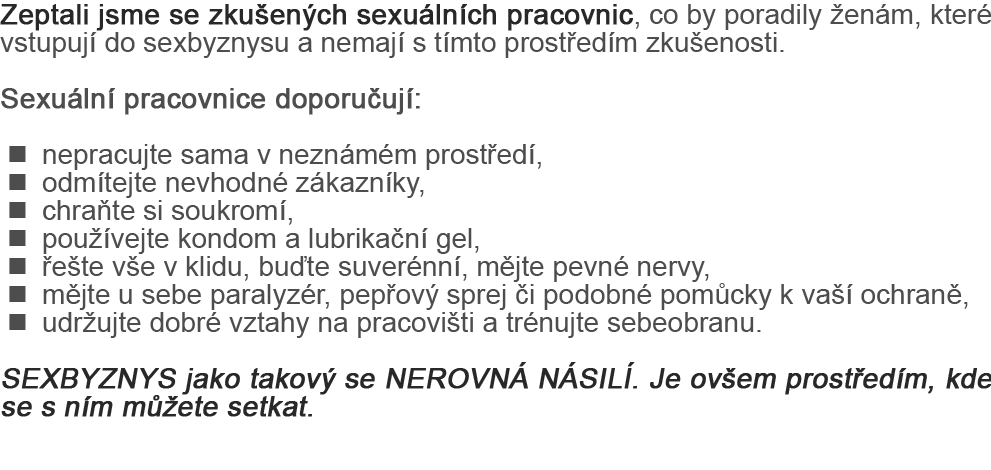 Zeptali jsme se zkušených sexuálních pracovnic, co by poradily ženám, které
vstupují do sexbyznysu a nemají s tímto prostředím zkušenosti.
Sexuální pracovnice doporučují:
■ nepracujte sama v neznámém prostředí,
■ odmítejte nevhodné zákazníky,
■ chraňte si soukromí,
■ používejte kondom a lubrikační gel,
■ řešte vše v klidu, buďte suverénní, mějte pevné nervy,
■ mějte u sebe paralyzér, pepřový sprej či podobné pomůcky k vaší ochraně,
■ udržujte dobré vztahy na pracovišti a trénujte sebeobranu.
SEXBYZNYS jako takový se NEROVNÁ NÁSILÍ. Je ovšem prostředím, kde
se s ním můžete setkat.